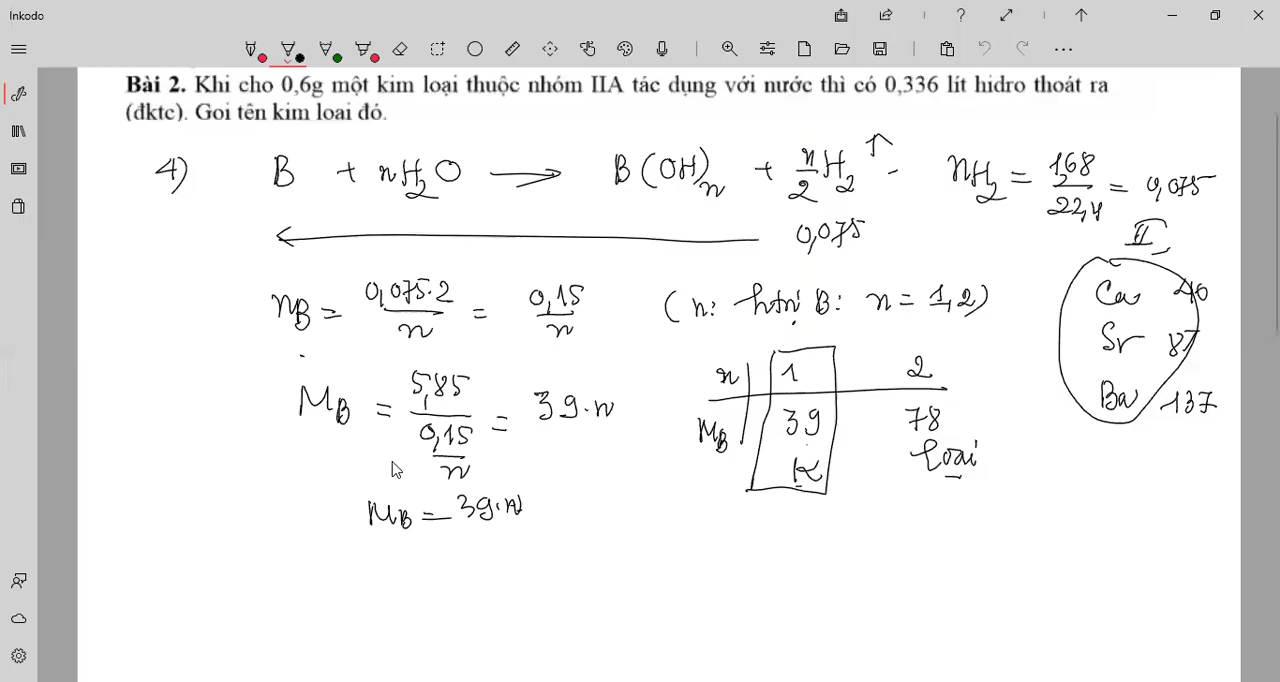 Inkodo
Bài 2. Khi cho 0,6g một kim loại thuộc nhóm IIA tác dụng với nước thì có 0,336 lít hidro thoát ra
(đktc). Goi tên kim loai đó.
4) B + nH₂O ⟶ B(OH)ₙ + n/2 H₂↑ - nH₂ = 1,68/22,4 = 0,075
0,075
II
nB = 0,075.2/n = 0,15/n (n: htrị B: n = 1,2)
Ca 40
Sr 87
Ba 137
MB = 5,85/(0,15/n) = 39.n
n | 1 2
MB | 39 78
K loại
MB = 39.n